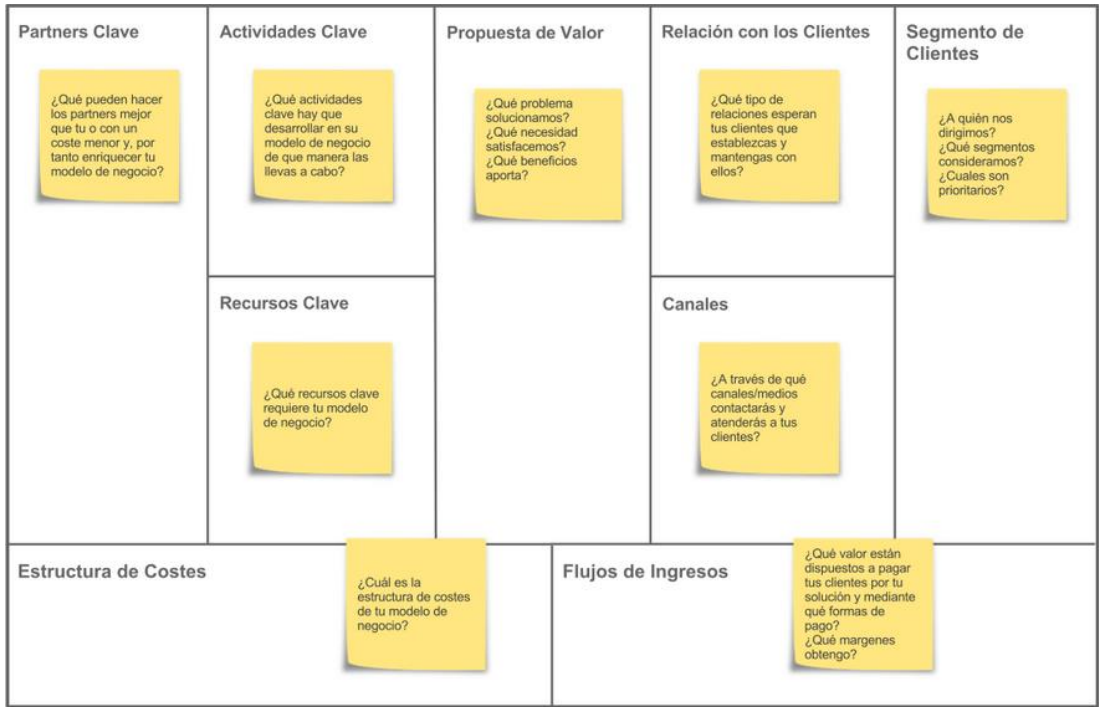 Partners Clave
¿Qué pueden hacer
los partners mejor
que tu o con un
coste menor y, por
tanto enriquecer tu
modelo de negocio?
Actividades Clave
¿Qué actividades
clave hay que
desarrollar en su
modelo de negocio
de que manera las
llevas a cabo?
Recursos Clave
¿Qué recursos clave
requiere tu modelo
de negocio?
Propuesta de Valor
¿Qué problema
solucionamos?
¿Qué necesidad
satisfacemos?
¿Qué beneficios
aporta?
Relación con los Clientes
¿Qué tipo de
relaciones esperan
tus clientes que
establezcas y
mantengas con
ellos?
Canales
¿A través de qué
canales/medios
contactarás y
atenderás a tus
clientes?
Segmento de
Clientes
¿A quién nos
dirigimos?
¿Qué segmentos
consideramos?
¿Cuales son
prioritarios?
Estructura de Costes
¿Cuál es la
estructura de costes
de tu modelo de
negocio?
Flujos de Ingresos
¿Qué valor están
dispuestos a pagar
tus clientes por tu
solución y mediante
qué formas de
pago?
¿Qué margenes
obtengo?